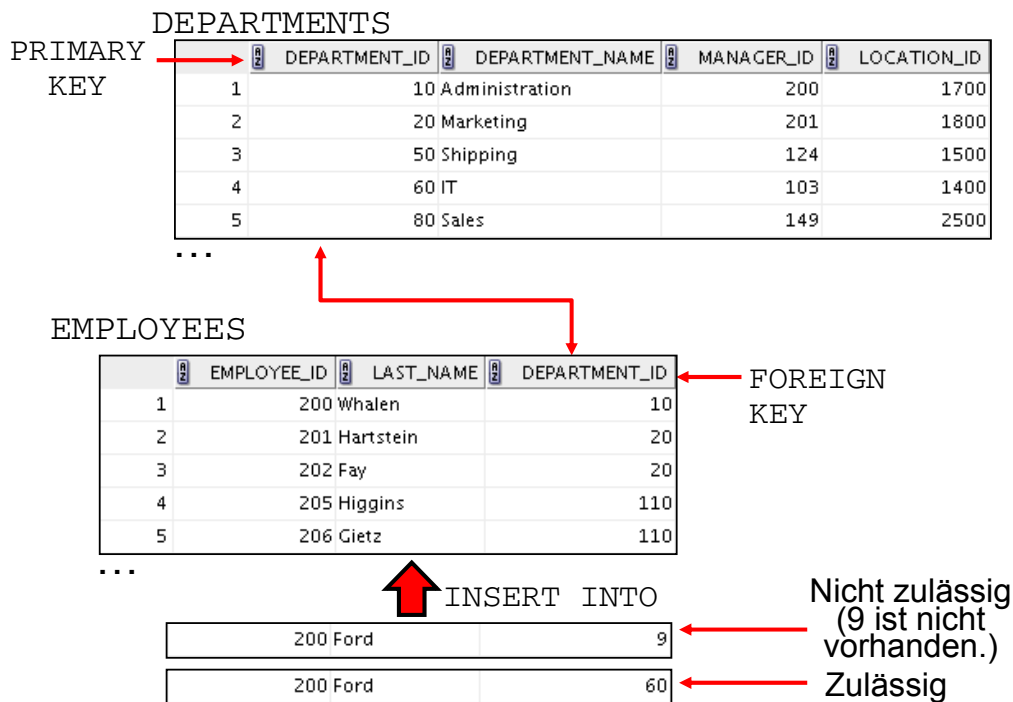 DEPARTMENTS
PRIMARY
KEY
DEPARTMENT_ID DEPARTMENT_NAME MANAGER_ID LOCATION_ID
1 10 Administration 200 1700
2 20 Marketing 201 1800
3 50 Shipping 124 1500
4 60 IT 103 1400
5 80 Sales 149 2500
...
EMPLOYEES
EMPLOYEE_ID LAST_NAME DEPARTMENT_ID
1 200 Whalen 10
2 201 Hartstein 20
3 202 Fay 20
4 205 Higgins 110
5 206 Gietz 110
FOREIGN
KEY
...
INSERT INTO
Nicht zulässig
(9 ist nicht
vorhanden.)
200 Ford 9
200 Ford 60
Zulässig